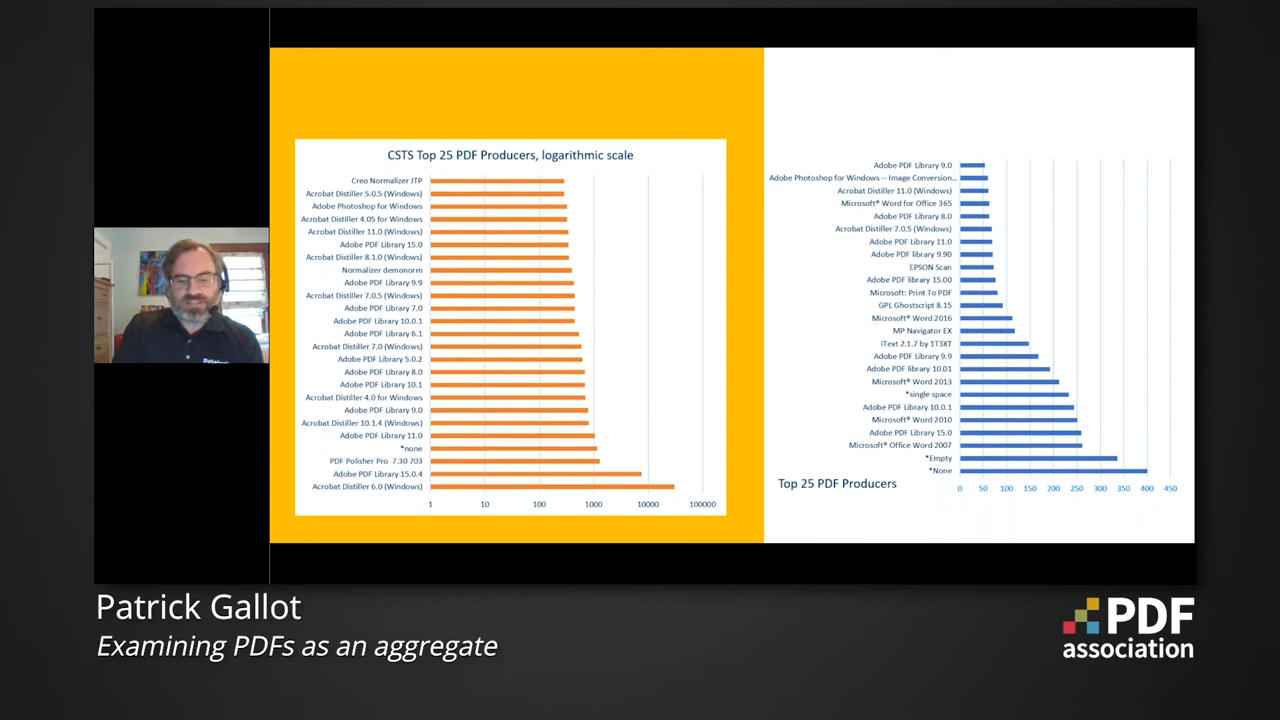 CSTS Top 25 PDF Producers, logarithmic scale
Creo Normalizer JTP
Acrobat Distiller 5.0.5 (Windows)
Adobe Photoshop for Windows
Acrobat Distiller 4.05 for Windows
Acrobat Distiller 11.0 (Windows)
Adobe PDF Library 15.0
Acrobat Distiller 8.1.0 (Windows)
Normalizer demonorm
Adobe PDF Library 9.9
Acrobat Distiller 7.0.5 (Windows)
Adobe PDF Library 7.0
Adobe PDF Library 10.0.1
Adobe PDF Library 6.1
Acrobat Distiller 7.0 (Windows)
Adobe PDF Library 5.0.2
Adobe PDF Library 8.0
Adobe PDF Library 10.1
Acrobat Distiller 4.0 for Windows
Adobe PDF Library 9.0
Acrobat Distiller 10.1.4 (Windows)
Adobe PDF Library 11.0
*none
PDF Polisher Pro 7.30 703
Adobe PDF Library 15.0.4
Acrobat Distiller 6.0 (Windows)
1 10 100 1000 10000 100000
Adobe PDF Library 9.0
Adobe Photoshop for Windows -- Image Conversion...
Acrobat Distiller 11.0 (Windows)
Microsoft® Word for Office 365
Adobe PDF Library 8.0
Acrobat Distiller 7.0.5 (Windows)
Adobe PDF Library 11.0
Adobe PDF library 9.90
EPSON Scan
Adobe PDF library 15.00
Microsoft: Print To PDF
GPL Ghostscript 8.15
Microsoft® Word 2016
MP Navigator EX
iText 2.1.7 by 1T3XT
Adobe PDF Library 9.9
Adobe PDF library 10.01
Microsoft® Word 2013
*single space
Adobe PDF Library 10.0.1
Microsoft® Word 2010
Adobe PDF Library 15.0
Microsoft® Office Word 2007
*Empty
*None
Top 25 PDF Producers
0 50 100 150 200 250 300 350 400 450
Patrick Gallot
Examining PDFs as an aggregate
PDF
association